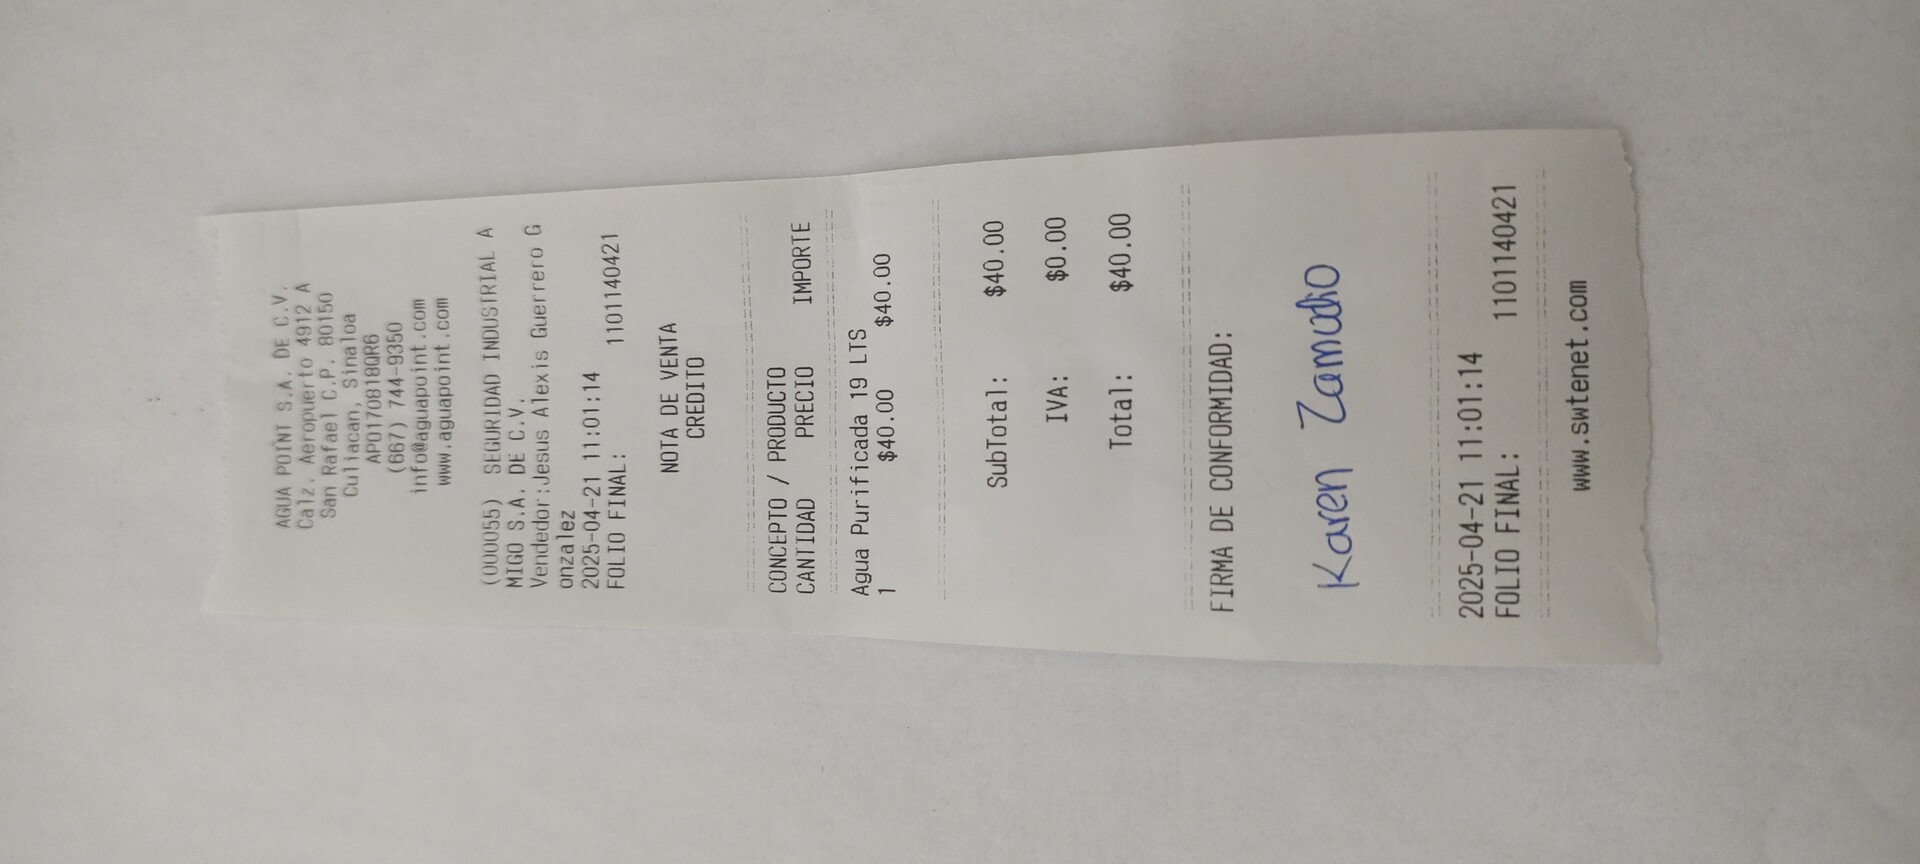 AGUA POINT S.A. DE C.V.
Calz. Aeropuerto 4912 A
San Rafael C.P. 80150
Culiacan, Sinaloa
APO170818QR6
(667) 744-9350
info@aguapoint.com
www.aguapoint.com
(000055) SEGURIDAD INDUSTRIAL A
MIGO S.A. DE C.V.
Vendedor:Jesus Alexis Guerrero G
onzalez
2025-04-21 11:01:14
FOLIO FINAL: 1101140421
NOTA DE VENTA
CREDITO
CONCEPTO / PRODUCTO
CANTIDAD PRECIO IMPORTE
Agua Purificada 19 LTS
1 $40.00 $40.00
SubTotal: $40.00
IVA: $0.00
Total: $40.00
FIRMA DE CONFORMIDAD:
Karen Zamudio
2025-04-21 11:01:14
FOLIO FINAL: 1101140421
www.swtenet.com